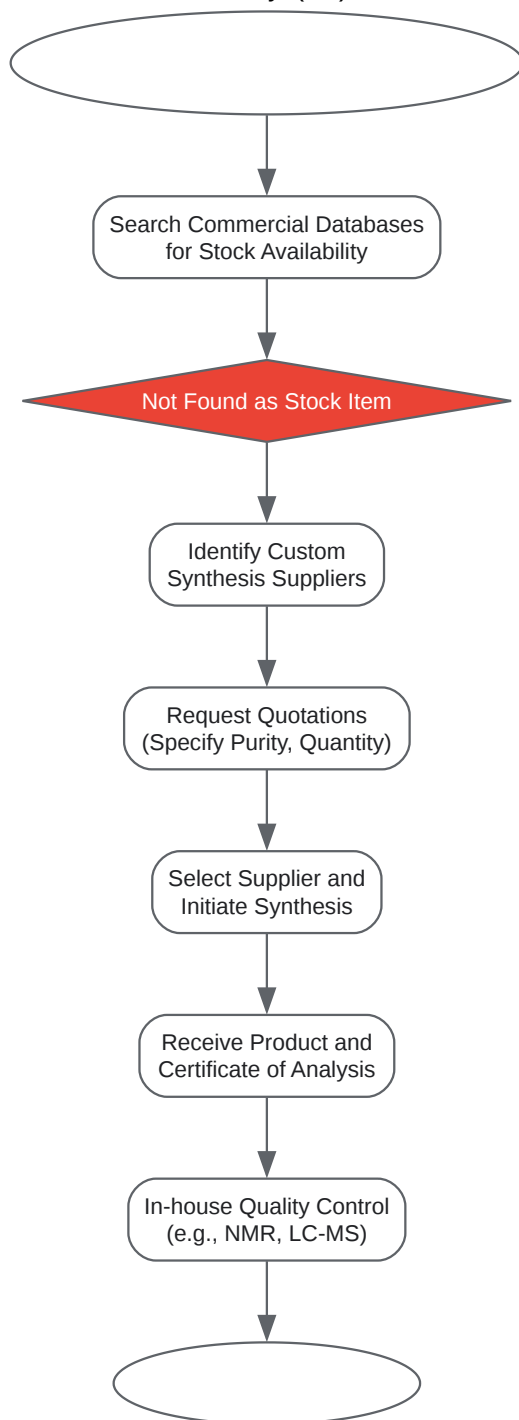 Search Commercial Databases
for Stock Availability
Not Found as Stock Item
Identify Custom
Synthesis Suppliers
Request Quotations
(Specify Purity, Quantity)
Select Supplier and
Initiate Synthesis
Receive Product and
Certificate of Analysis
In-house Quality Control
(e.g., NMR, LC-MS)